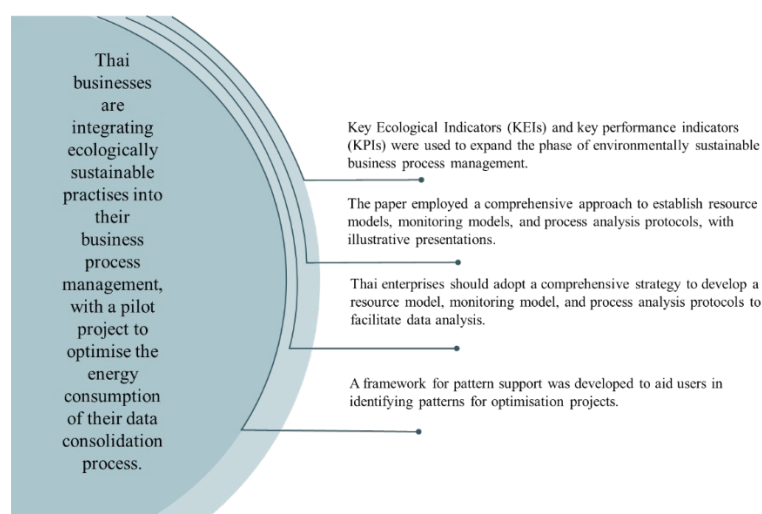 Thai
businesses
are
integrating
ecologically
sustainable
practises into
their
business
process
management,
with a pilot
project to
optimise the
energy
consumption
of their data
consolidation
process.
Key Ecological Indicators (KEIs) and key performance indicators
(KPIs) were used to expand the phase of environmentally sustainable
business process management.
The paper employed a comprehensive approach to establish resource
models, monitoring models, and process analysis protocols, with
illustrative presentations.
Thai enterprises should adopt a comprehensive strategy to develop a
resource model, monitoring model, and process analysis protocols to
facilitate data analysis.
A framework for pattern support was developed to aid users in
identifying patterns for optimisation projects.